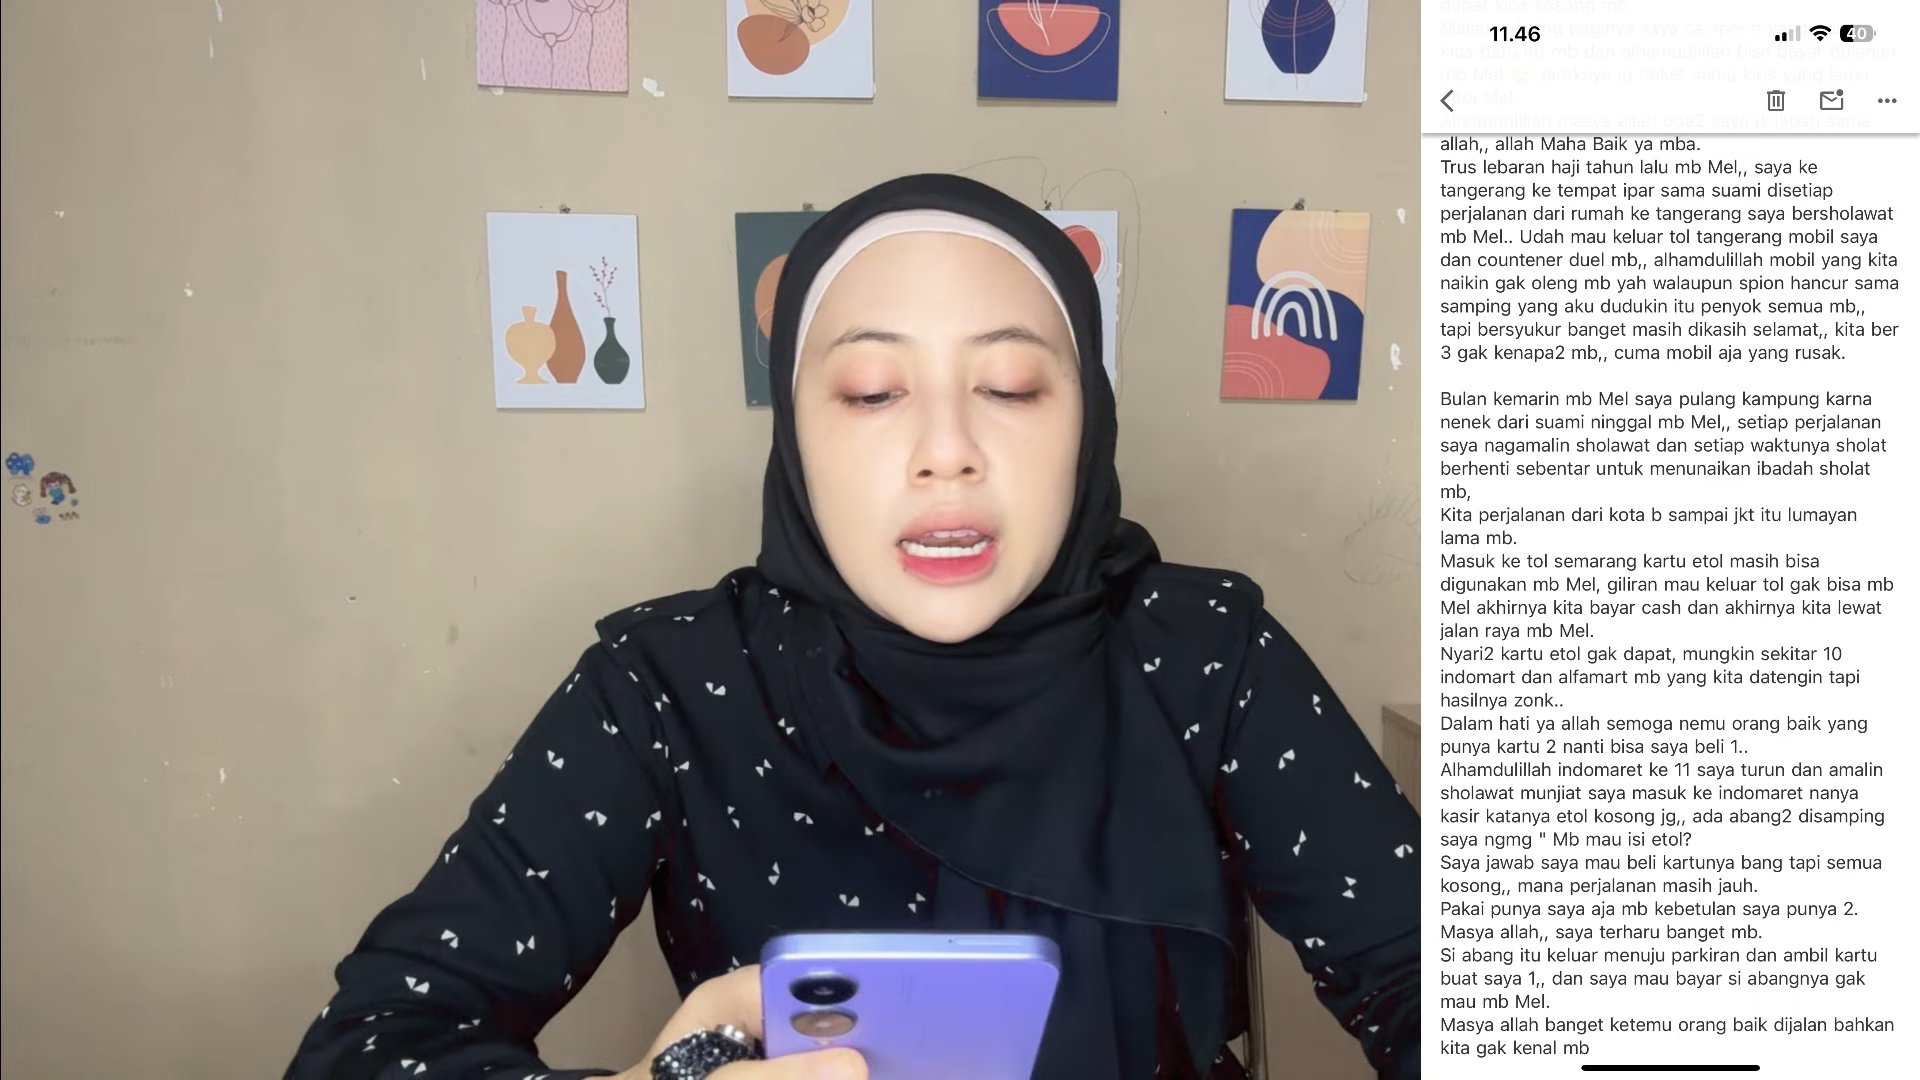 dapat kios kosong mb.
11.46
40
allah,, allah Maha Baik ya mba.
Trus lebaran haji tahun lalu mb Mel,, saya ke
tangerang ke tempat ipar sama suami disetiap
perjalanan dari rumah ke tangerang saya bersholawat
mb Mel.. Udah mau keluar tol tangerang mobil saya
dan countener duel mb,, alhamdulillah mobil yang kita
naikin gak oleng mb yah walaupun spion hancur sama
samping yang aku dudukin itu penyok semua mb,,
tapi bersyukur banget masih dikasih selamat,, kita ber
3 gak kenapa2 mb,, cuma mobil aja yang rusak.
Bulan kemarin mb Mel saya pulang kampung karna
nenek dari suami ninggal mb Mel,, setiap perjalanan
saya nagamalin sholawat dan setiap waktunya sholat
berhenti sebentar untuk menunaikan ibadah sholat
mb,
Kita perjalanan dari kota b sampai jkt itu lumayan
lama mb.
Masuk ke tol semarang kartu etol masih bisa
digunakan mb Mel, giliran mau keluar tol gak bisa mb
Mel akhirnya kita bayar cash dan akhirnya kita lewat
jalan raya mb Mel.
Nyari2 kartu etol gak dapat, mungkin sekitar 10
indomart dan alfamart mb yang kita datengin tapi
hasilnya zonk..
Dalam hati ya allah semoga nemu orang baik yang
punya kartu 2 nanti bisa saya beli 1..
Alhamdulillah indomaret ke 11 saya turun dan amalin
sholawat munjiat saya masuk ke indomaret nanya
kasir katanya etol kosong jg,, ada abang2 disamping
saya ngmg " Mb mau isi etol?
Saya jawab saya mau beli kartunya bang tapi semua
kosong,, mana perjalanan masih jauh.
Pakai punya saya aja mb kebetulan saya punya 2.
Masya allah,, saya terharu banget mb.
Si abang itu keluar menuju parkiran dan ambil kartu
buat saya 1,, dan saya mau bayar si abangnya gak
mau mb Mel.
Masya allah banget ketemu orang baik dijalan bahkan
kita gak kenal mb